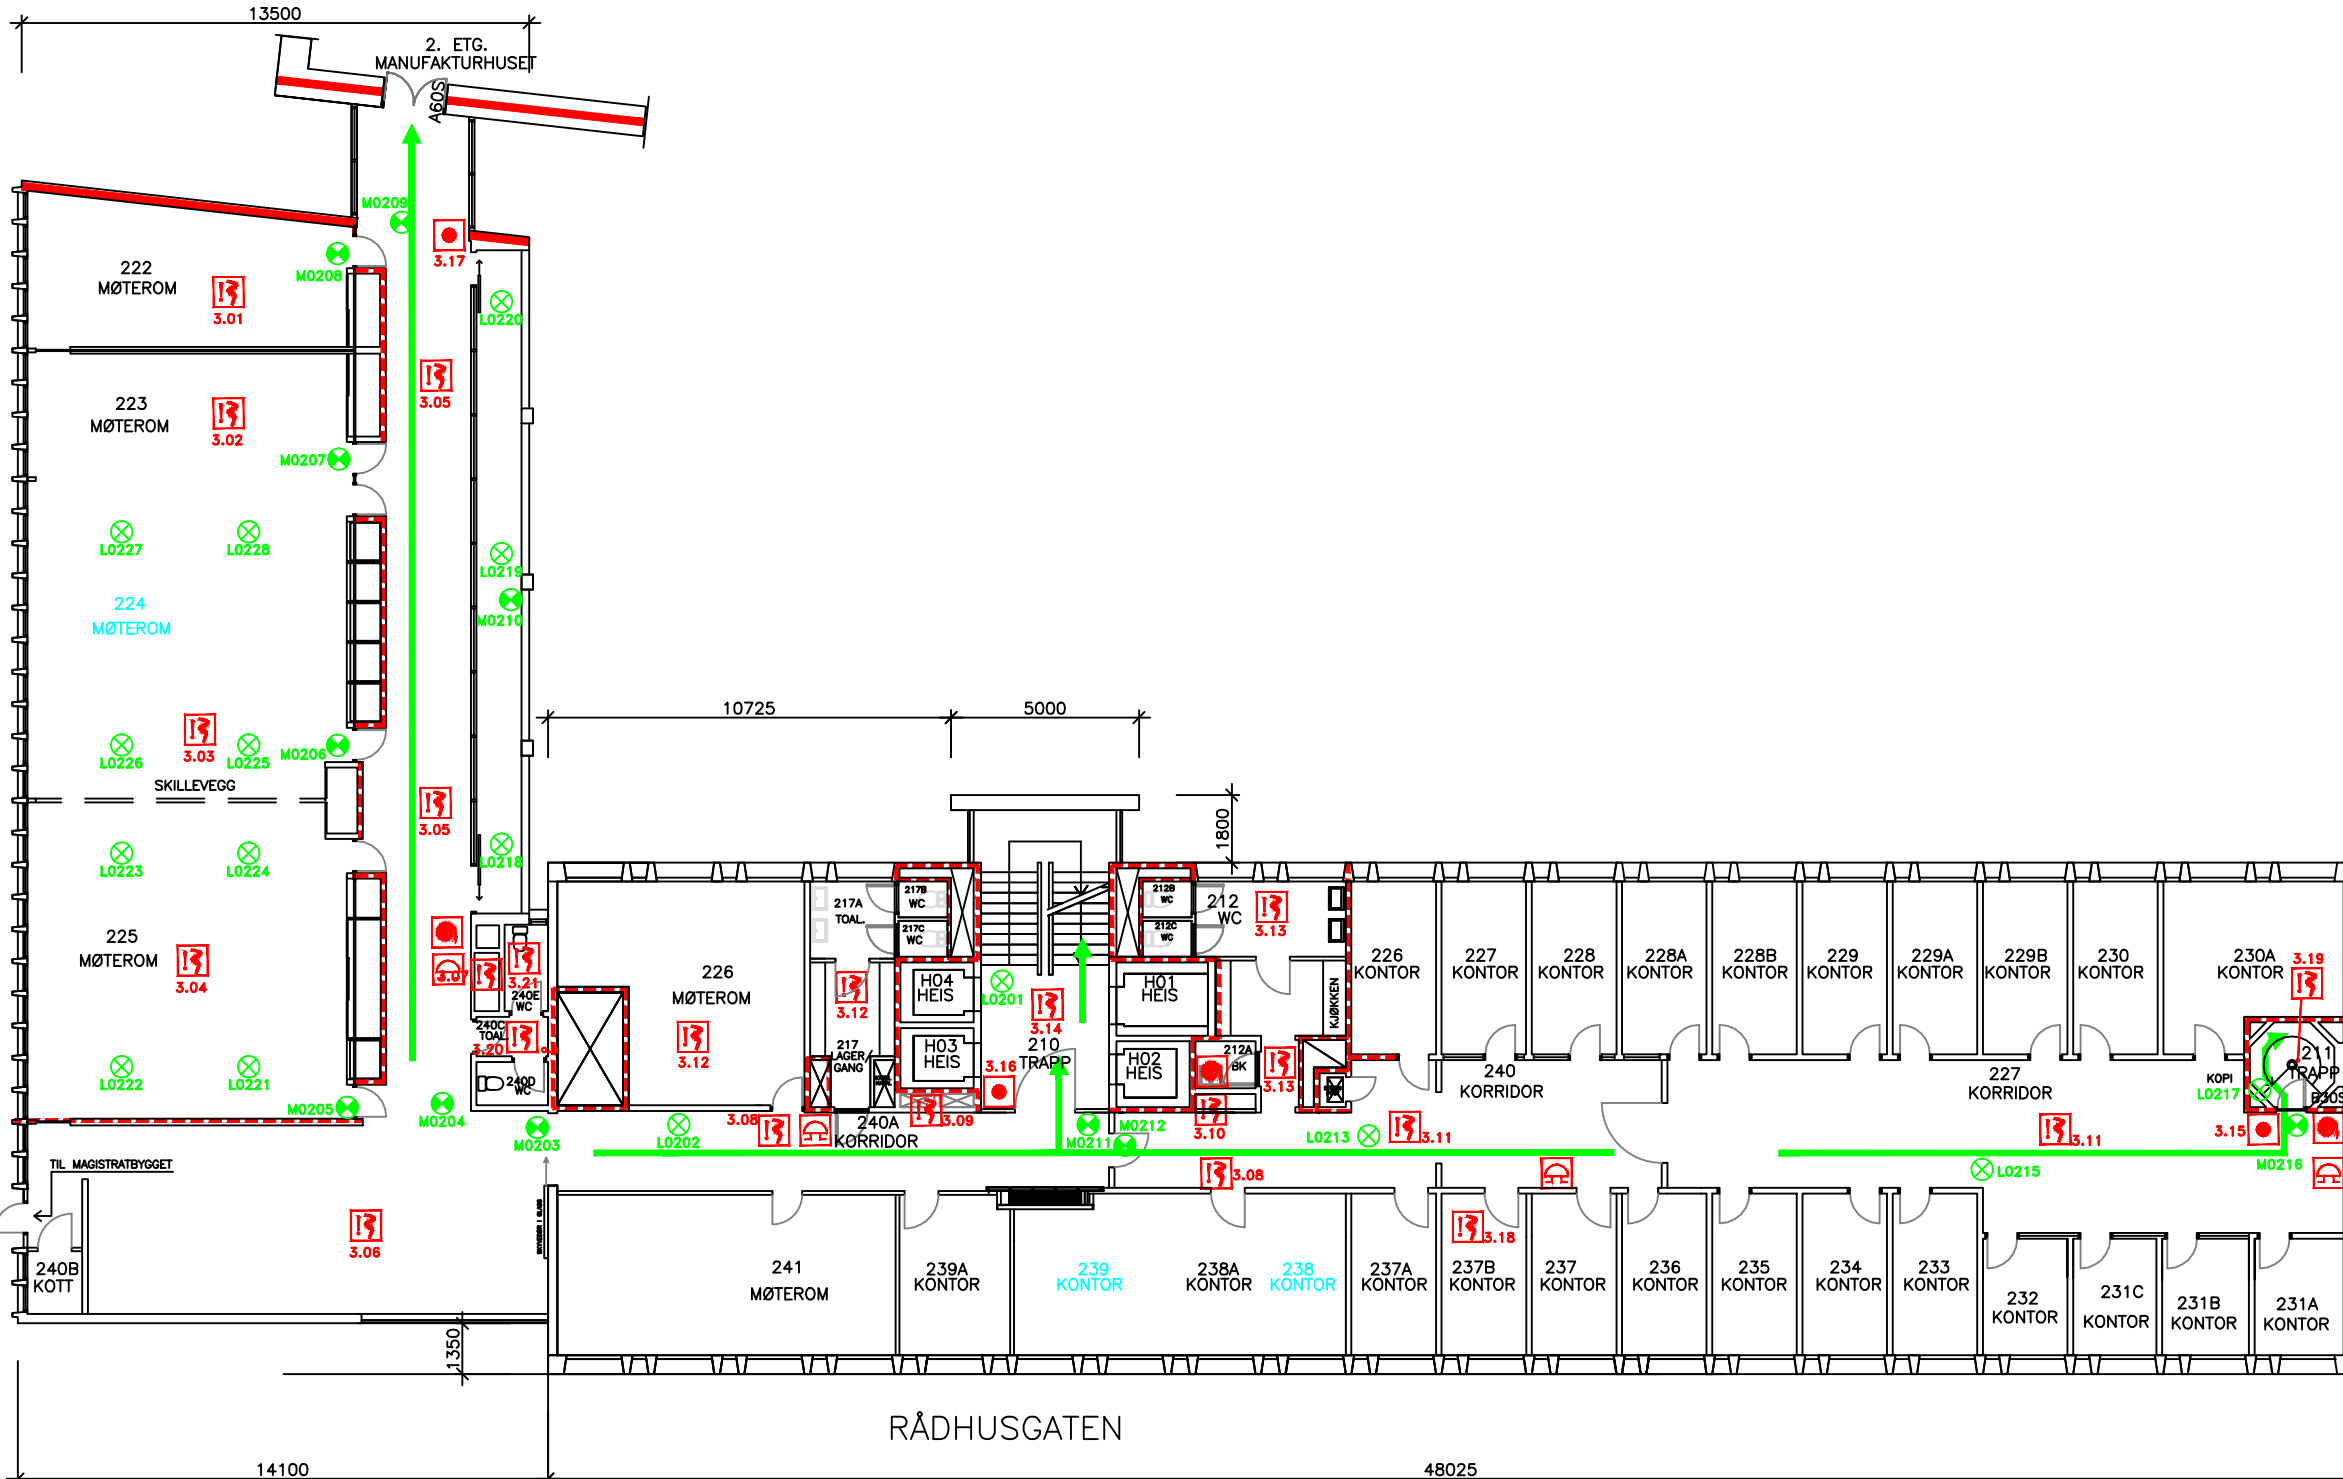 13500
2. ETG.
MANUFAKTURHUSET
A60S
M0209
3.17
M0208
222
MØTEROM
3.01
L0220
3.05
223
MØTEROM
3.02
M0207
L0227
L0228
L0219
M0210
224
MØTEROM
3.03
L0226
L0225
M0206
SKILLEVEGG
3.05
L0223
L0224
L0218
10725
5000
1800
225
MØTEROM
3.04
3.07
3.21
240E
WC
240C
TOAL.
3.20
240D
WC
L0222
L0221
M0205
M0204
M0203
226
MØTEROM
3.12
217A
TOAL.
217B
WC
217C
WC
3.12
217
LAGER/
GANG
H04
HEIS
H03
HEIS
L0201
3.14
210
TRAPP
3.16
H01
HEIS
H02
HEIS
212B
WC
212C
WC
212
WC
3.13
KJØKKEN
212A
BK
3.13
226
KONTOR
227
KONTOR
228
KONTOR
228A
KONTOR
228B
KONTOR
229
KONTOR
229A
KONTOR
229B
KONTOR
230
KONTOR
230A
KONTOR
3.19
211
TRAPP
B30S
KOPI
L0217
3.15
M0216
240
KORRIDOR
227
KORRIDOR
3.08
L0202
240A
KORRIDOR
3.09
M0211
M0212
3.10
3.08
L0213
3.11
3.11
L0215
TIL MAGISTRATBYGGET
3.06
240B
KOTT
SKYVEDØR I GLASS
241
MØTEROM
239A
KONTOR
239
KONTOR
238A
KONTOR
238
KONTOR
237A
KONTOR
3.18
237B
KONTOR
237
KONTOR
236
KONTOR
235
KONTOR
234
KONTOR
233
KONTOR
232
KONTOR
231C
KONTOR
231B
KONTOR
231A
KONTOR
1350
RÅDHUSGATEN
14100
48025